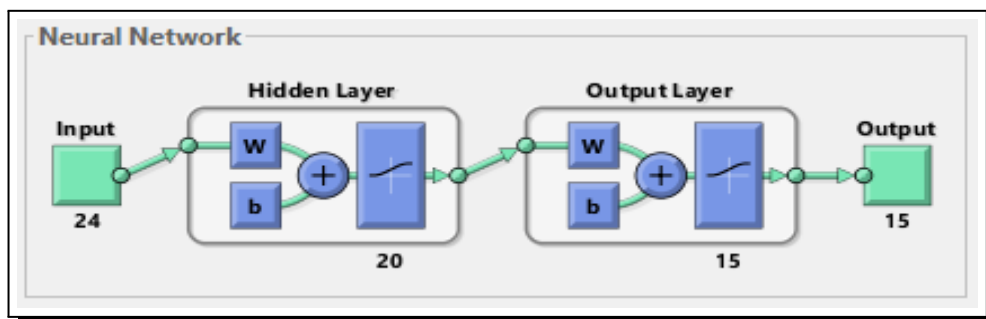 Neural Network
Hidden Layer
Output Layer
Input
Output
W
W
+
+
b
b
24
15
20
15